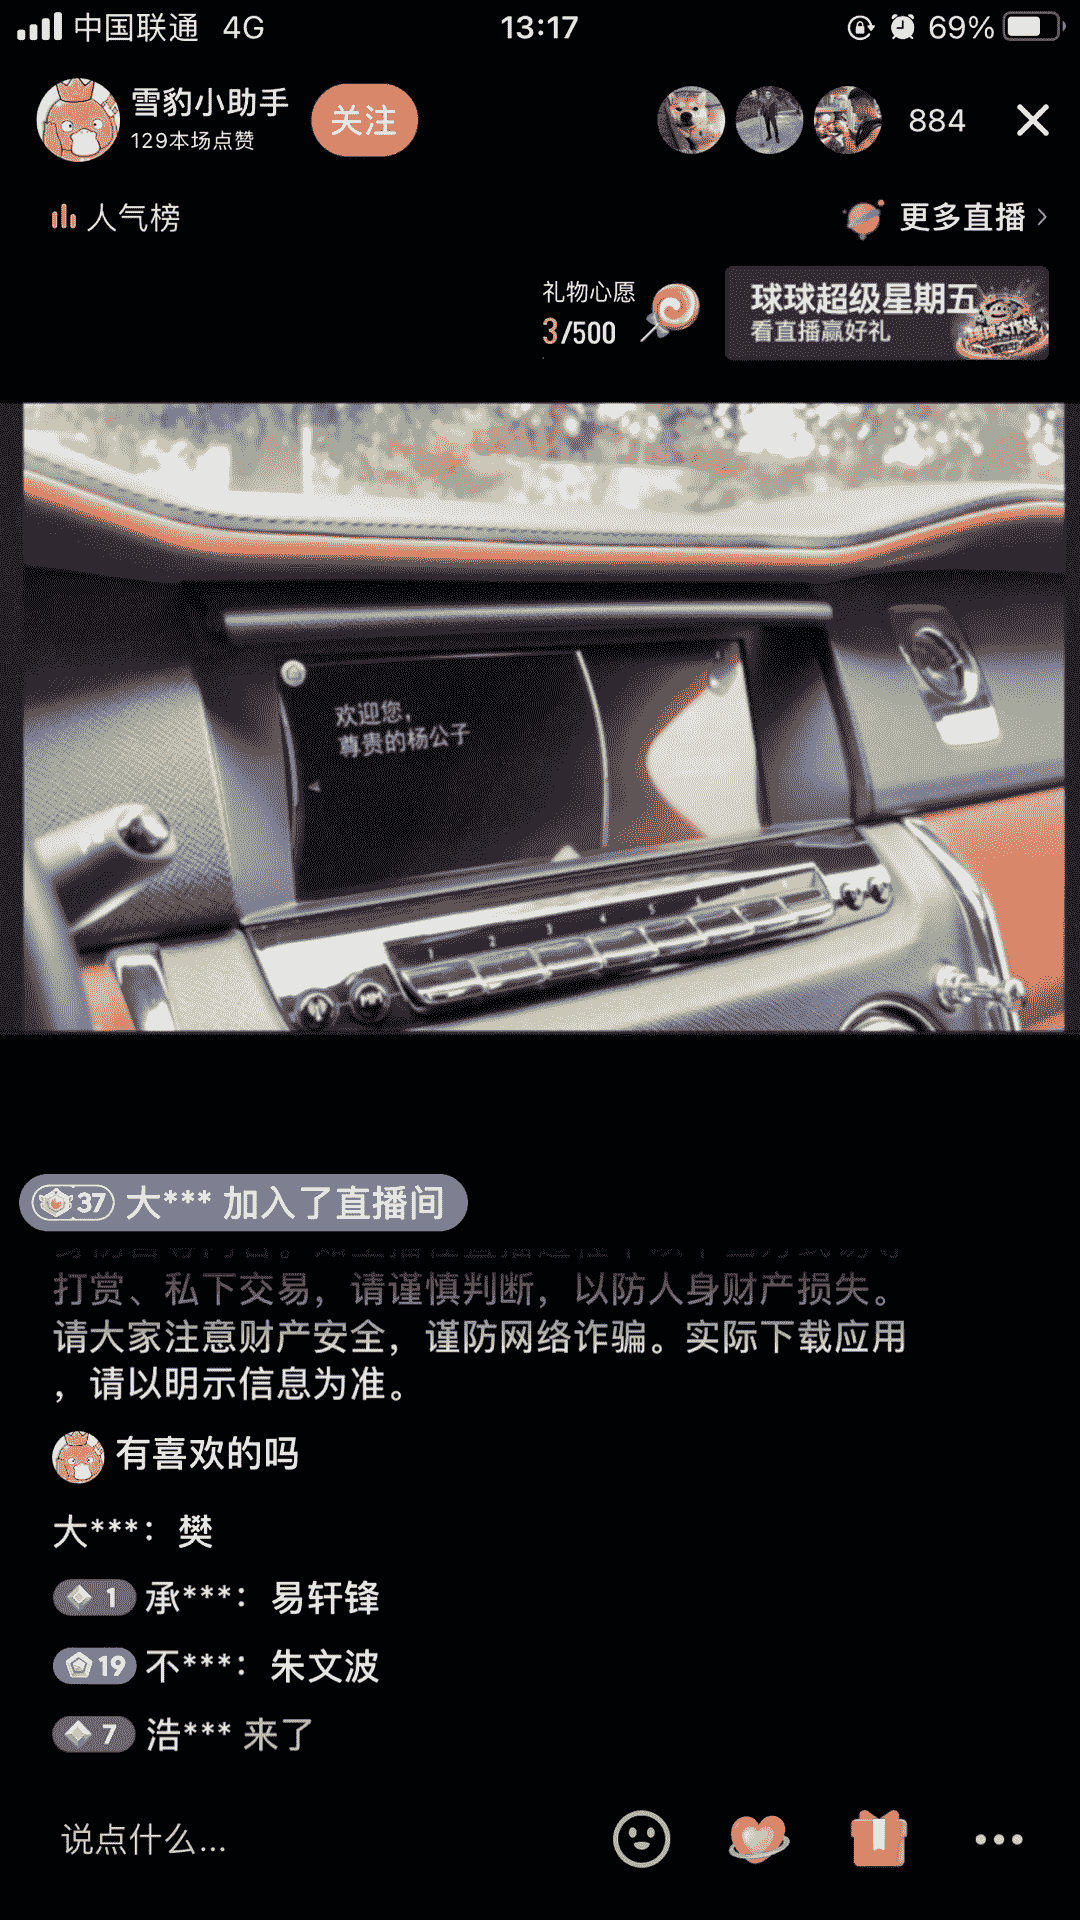 中国联通 4G 13:17 69%
雪豹小助手
129本场点赞
关注
884
人气榜
更多直播
礼物心愿
3/500
球球超级星期五
看直播赢好礼
球球大作战
欢迎您，
尊贵的杨公子
1 2 3 4 5
37 大*** 加入了直播间
打赏、私下交易，请谨慎判断，以防人身财产损失。
请大家注意财产安全，谨防网络诈骗。实际下载应用
，请以明示信息为准。
有喜欢的吗
大***：樊
1 承***：易轩锋
19 不***：朱文波
7 浩*** 来了
说点什么...